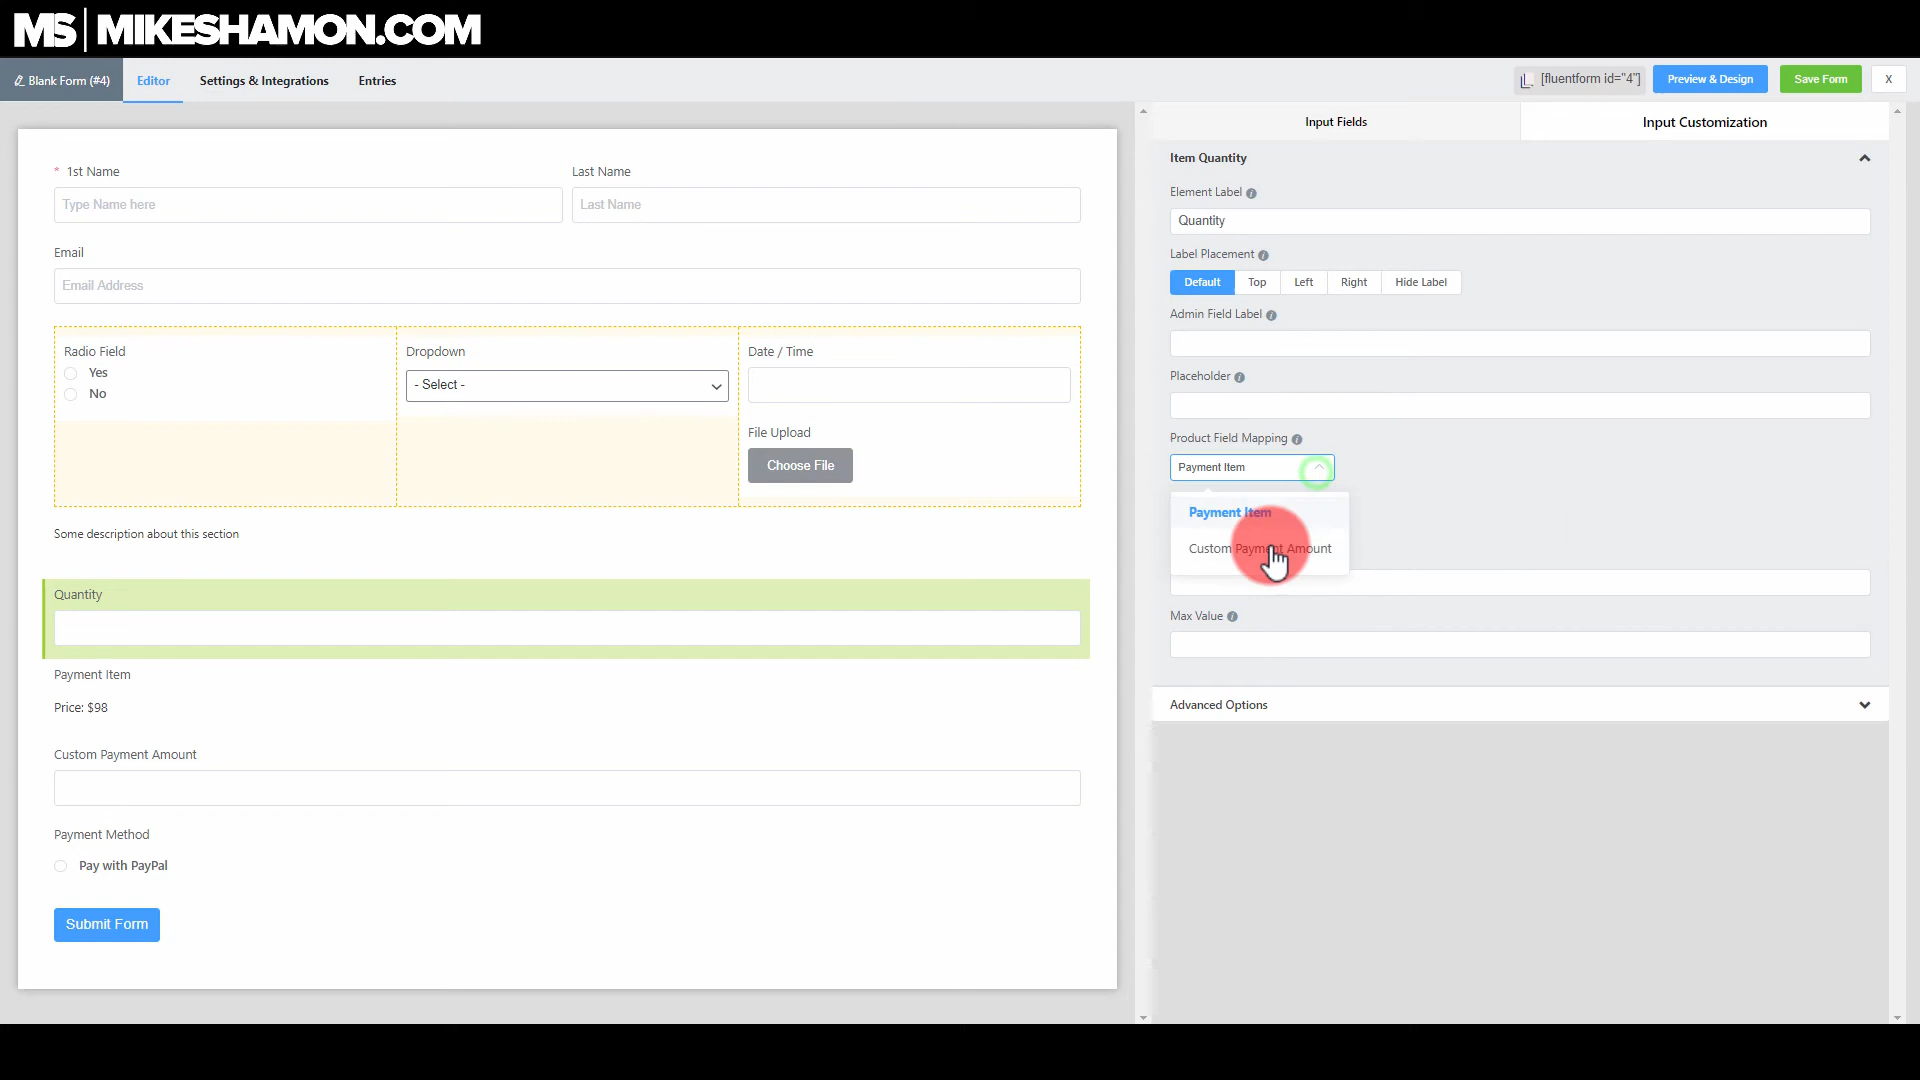 MS | MIKESHAMON.COM
Blank Form (#4)
Editor
Settings & Integrations
Entries
[fluentform id="4"]
Preview & Design
Save Form
X
* 1st Name
Last Name
Type Name here
Last Name
Email
Email Address
Radio Field
Yes
No
Dropdown
- Select -
Date / Time
File Upload
Choose File
Some description about this section
Quantity
Payment Item
Price: $98
Custom Payment Amount
Payment Method
Pay with PayPal
Submit Form
Input Fields
Input Customization
Item Quantity
Element Label
Quantity
Label Placement
Default
Top
Left
Right
Hide Label
Admin Field Label
Placeholder
Product Field Mapping
Payment Item
Payment Item
Custom Payment Amount
Max Value
Advanced Options